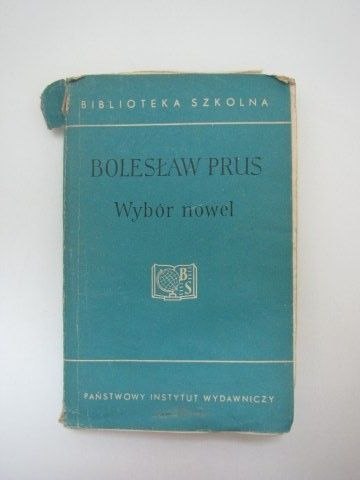 BIBLIOTEKA SZKOLNA
BOLESŁAW PRUS
Wybór nowel
B
S
PAŃSTWOWY INSTYTUT WYDAWNICZY